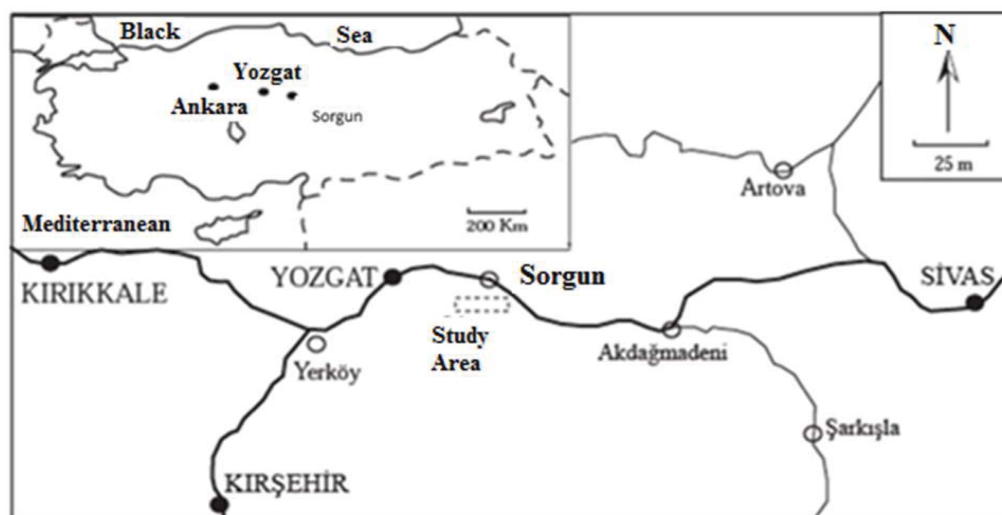 Black Sea
Yozgat
Ankara
Sorgun
Mediterranean
200 Km
N
25 m
Artova
KIRIKKALE
YOZGAT
Sorgun
SİVAS
Study
Area
Yerköy
Akdağmadeni
Şarkışla
KIRŞEHİR